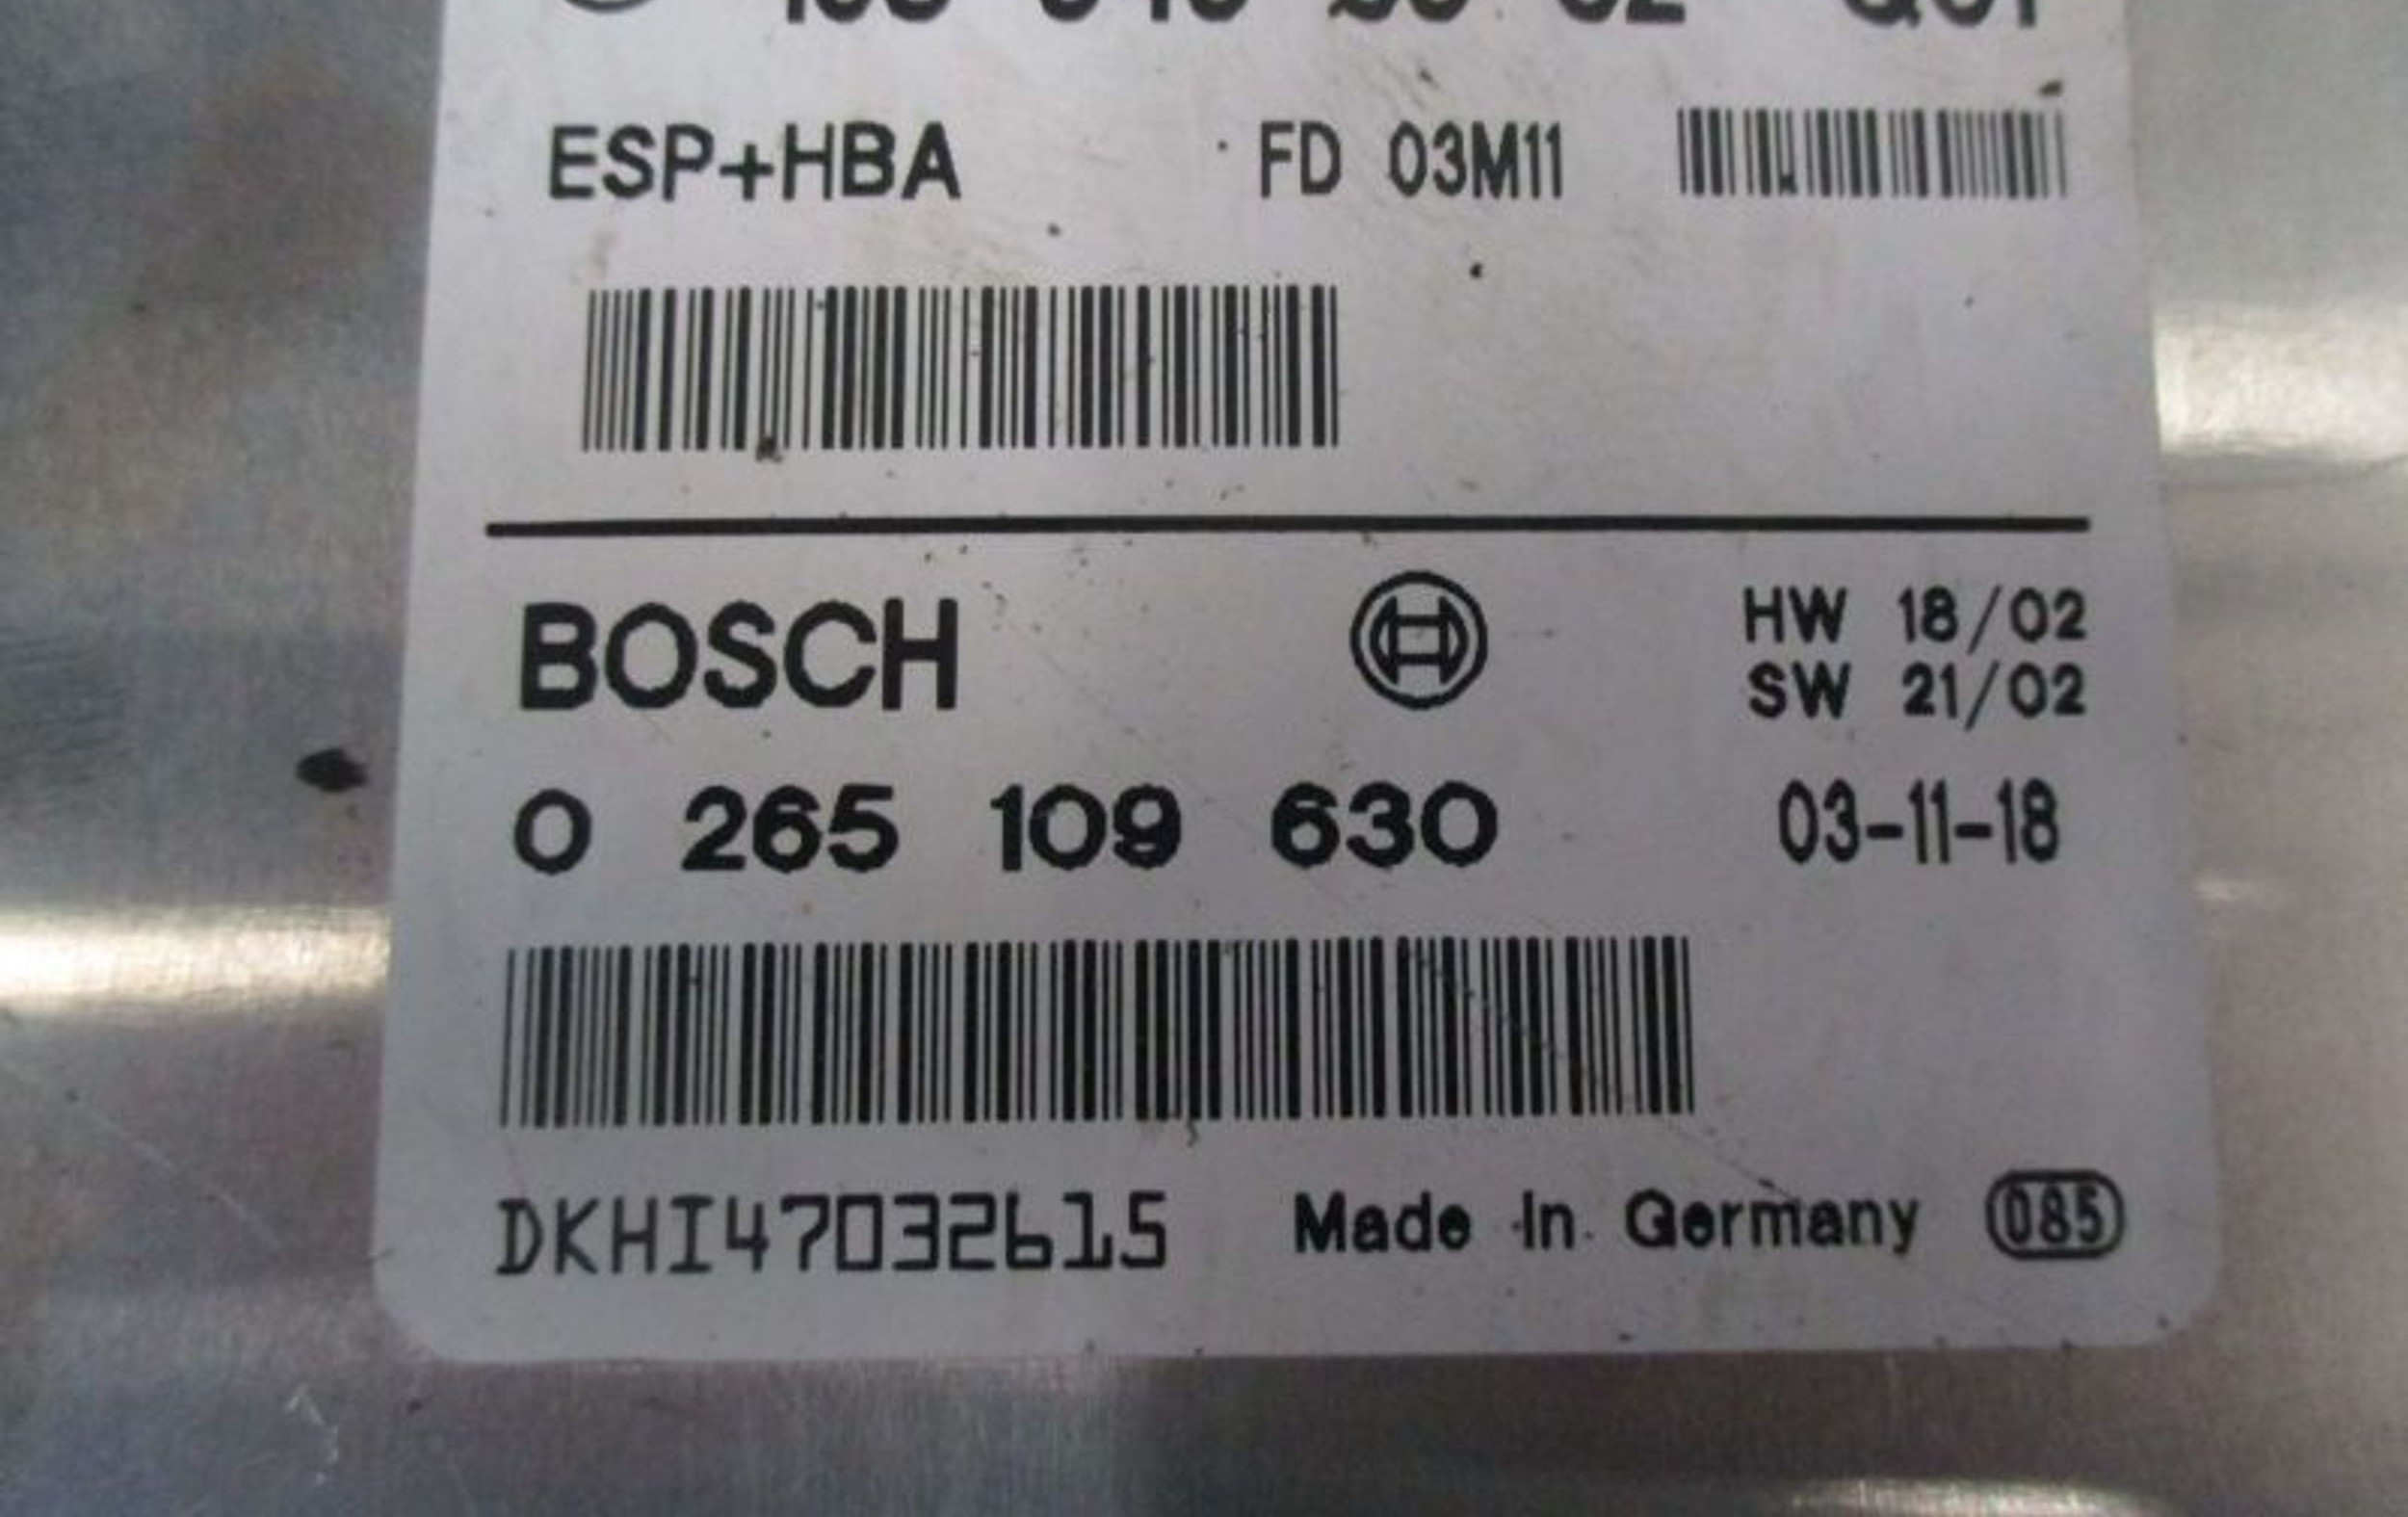 ESP+HBA FD 03M11
BOSCH HW 18/02
SW 21/02
0 265 109 630 03-11-18
DKHI47032615 Made In Germany 085